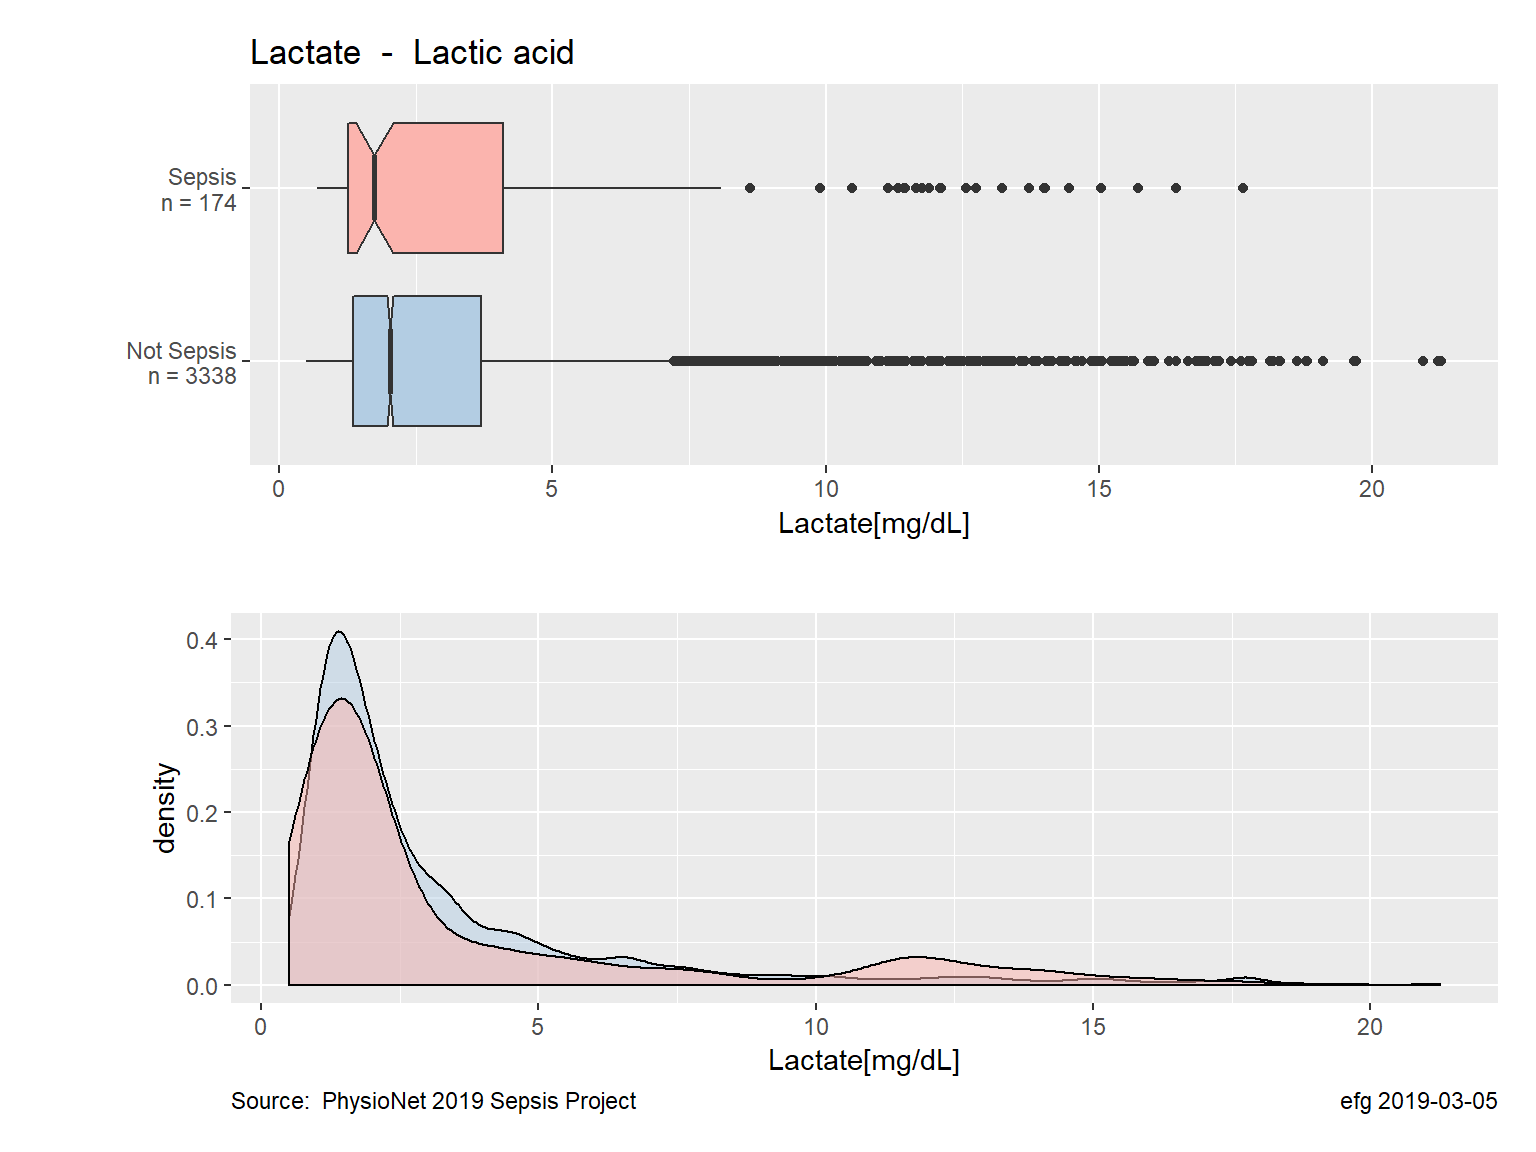 Lactate  -  Lactic acid
Sepsis
n = 174
Not Sepsis
n = 3338
0 5 10 15 20
Lactate[mg/dL]
0.4
0.3
0.2
0.1
0.0
density
0 5 10 15 20
Lactate[mg/dL]
Source:  PhysioNet 2019 Sepsis Project
efg 2019-03-05